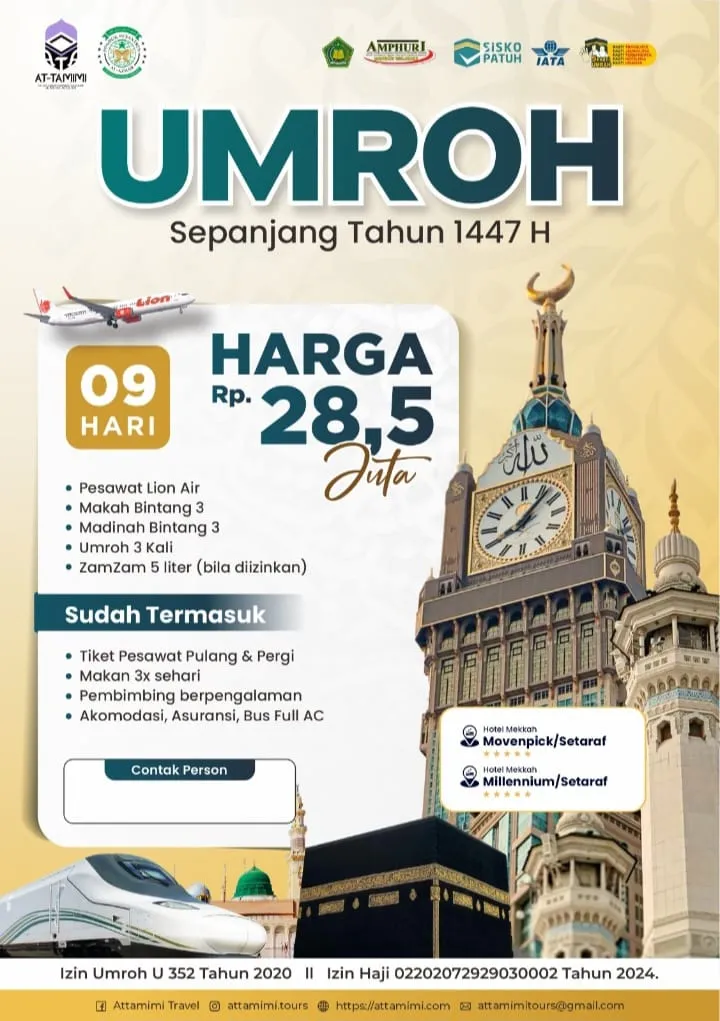 AT-TAMIMI
AMPHURI
SISKO
PATUH
IATA
UMROH
Sepanjang Tahun 1447 H
Lion
09
HARI
HARGA
Rp. 28,5
Juta
• Pesawat Lion Air
• Makah Bintang 3
• Madinah Bintang 3
• Umroh 3 Kali
• ZamZam 5 liter (bila diizinkan)
Sudah Termasuk
• Tiket Pesawat Pulang & Pergi
• Makan 3x sehari
• Pembimbing berpengalaman
• Akomodasi, Asuransi, Bus Full AC
Contak Person
الله
Hotel Mekkah
Movenpick/Setaraf
Hotel Mekkah
Millennium/Setaraf
Izin Umroh U 352 Tahun 2020 II Izin Haji 02202072929030002 Tahun 2024.
Attamimi Travel attamimi.tours https://attamimi.com attamimitours@gmail.com